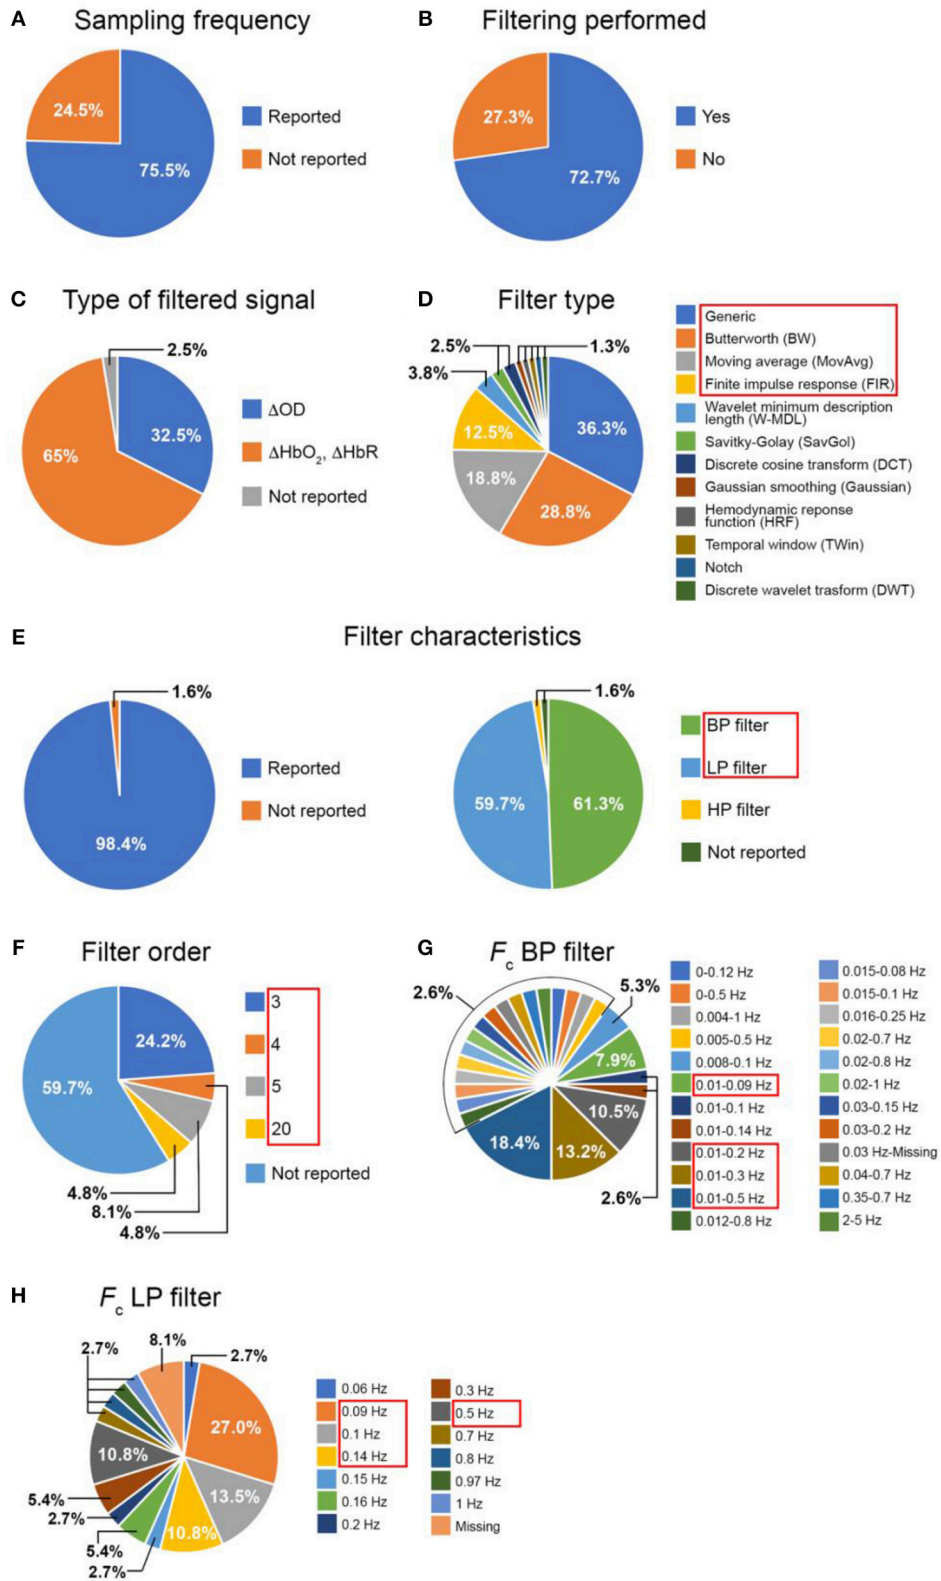 A
Sampling frequency
24.5%
75.5%
Reported
Not reported
B
Filtering performed
27.3%
72.7%
Yes
No
C
Type of filtered signal
2.5%
32.5%
65%
ΔOD
ΔHbO2, ΔHbR
Not reported
D
Filter type
2.5%
1.3%
3.8%
12.5%
36.3%
18.8%
28.8%
Generic
Butterworth (BW)
Moving average (MovAvg)
Finite impulse response (FIR)
Wavelet minimum description
length (W-MDL)
Savitky-Golay (SavGol)
Discrete cosine transform (DCT)
Gaussian smoothing (Gaussian)
Hemodynamic reponse
function (HRF)
Temporal window (TWin)
Notch
Discrete wavelet trasform (DWT)
E
Filter characteristics
1.6%
98.4%
Reported
Not reported
1.6%
59.7%
61.3%
BP filter
LP filter
HP filter
Not reported
F
Filter order
24.2%
59.7%
4.8%
8.1%
4.8%
3
4
5
20
Not reported
G
Fc BP filter
2.6%
5.3%
7.9%
10.5%
18.4%
13.2%
2.6%
0-0.12 Hz
0-0.5 Hz
0.004-1 Hz
0.005-0.5 Hz
0.008-0.1 Hz
0.01-0.09 Hz
0.01-0.1 Hz
0.01-0.14 Hz
0.01-0.2 Hz
0.01-0.3 Hz
0.01-0.5 Hz
0.012-0.8 Hz
0.015-0.08 Hz
0.015-0.1 Hz
0.016-0.25 Hz
0.02-0.7 Hz
0.02-0.8 Hz
0.02-1 Hz
0.03-0.15 Hz
0.03-0.2 Hz
0.03 Hz-Missing
0.04-0.7 Hz
0.35-0.7 Hz
2-5 Hz
H
Fc LP filter
8.1%
2.7%
2.7%
27.0%
10.8%
13.5%
5.4%
2.7%
10.8%
5.4%
2.7%
0.06 Hz
0.09 Hz
0.1 Hz
0.14 Hz
0.15 Hz
0.16 Hz
0.2 Hz
0.3 Hz
0.5 Hz
0.7 Hz
0.8 Hz
0.97 Hz
1 Hz
Missing